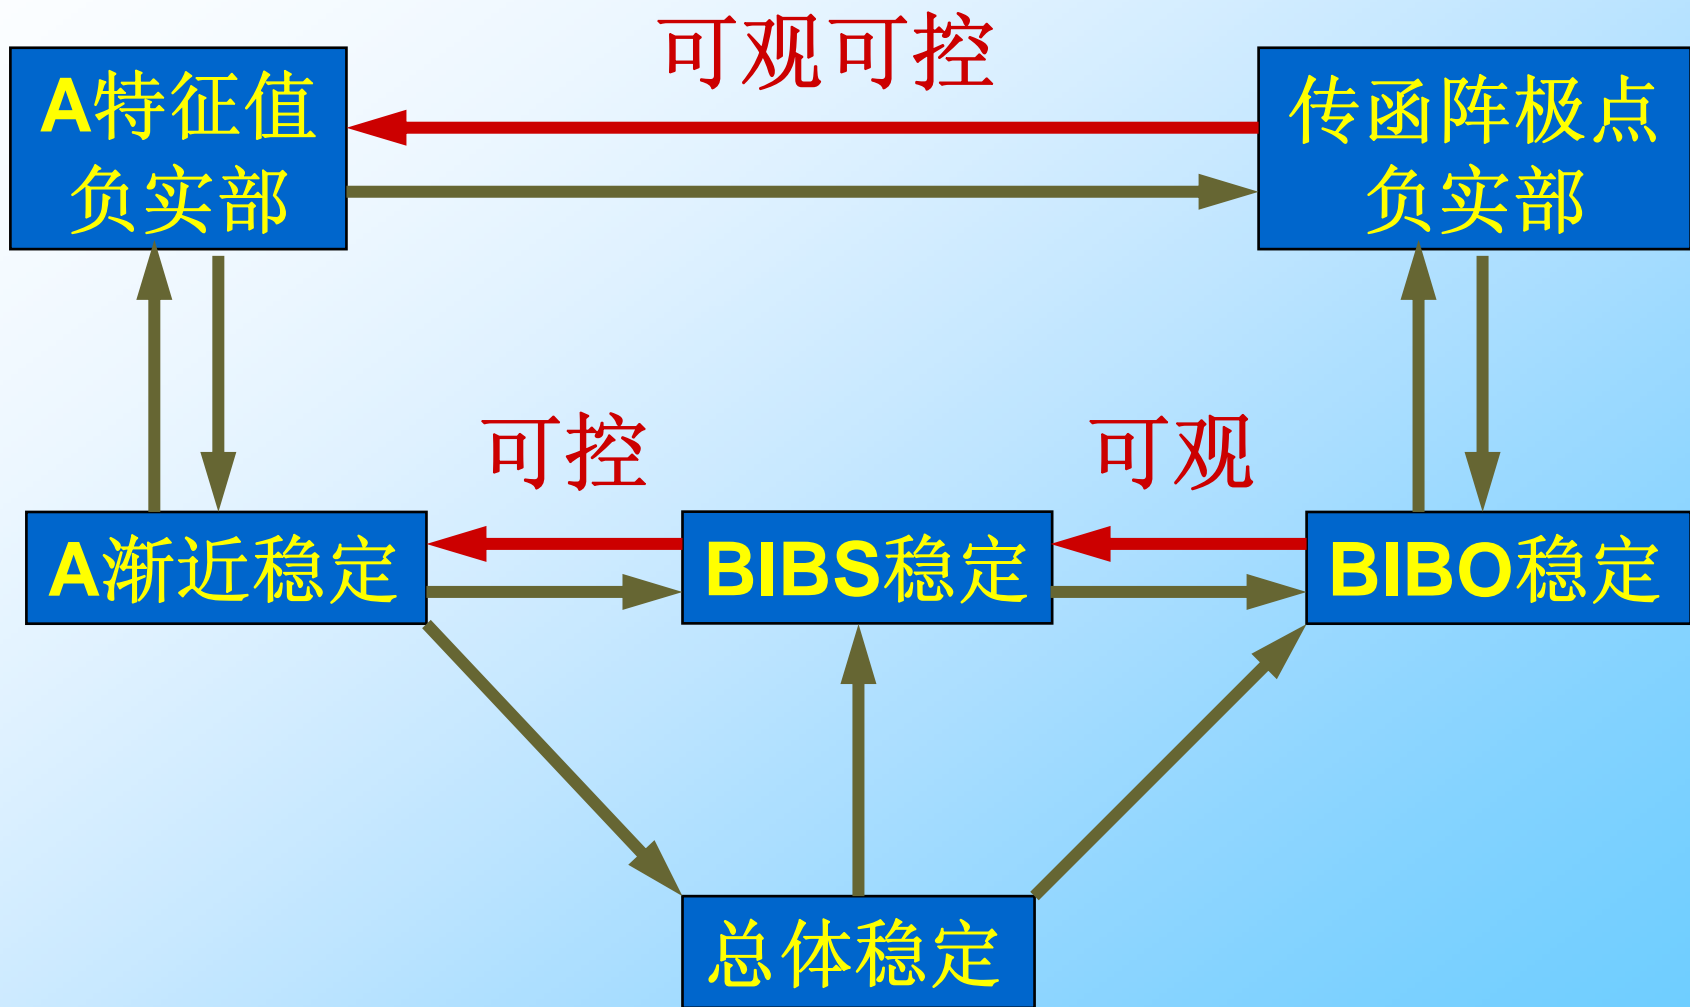 可观可控
A特征值
负实部
传函阵极点
负实部
可控
可观
A渐近稳定
BIBS稳定
BIBO稳定
总体稳定